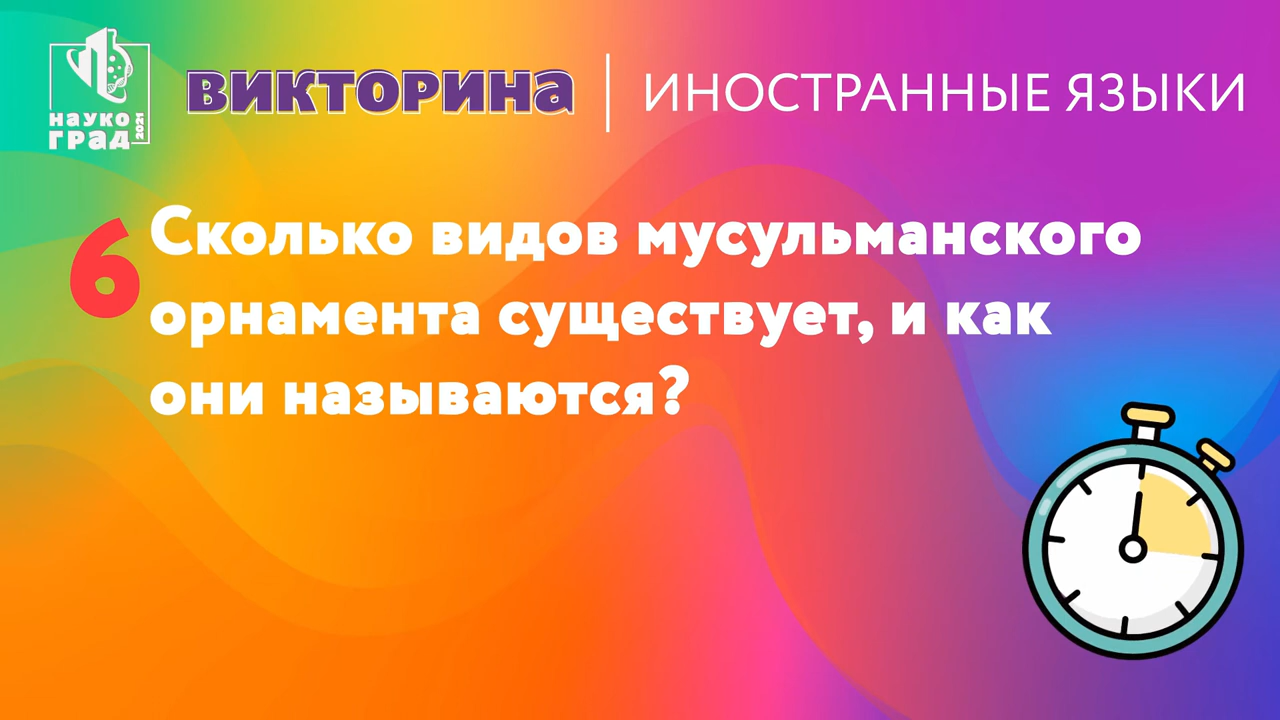 НАУКО
ГРАД
2021
ВИКТОРИНА
ИНОСТРАННЫЕ ЯЗЫКИ
6
Сколько видов мусульманского
орнамента существует, и как
они называются?